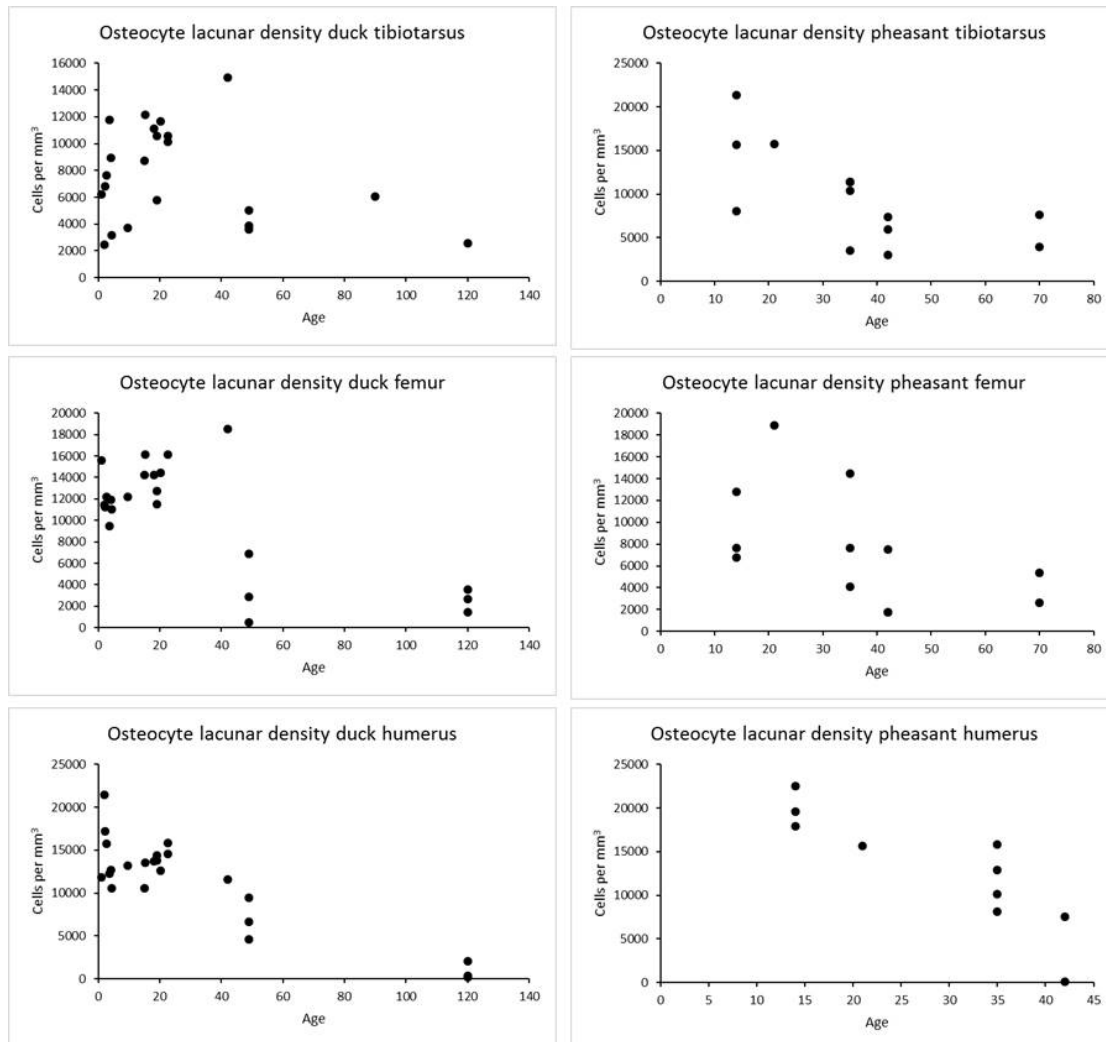 Osteocyte lacunar density duck tibiotarsus
16000
14000
12000
10000
8000
6000
4000
2000
0
Cells per mm³
0 20 40 60 80 100 120 140
Age
Osteocyte lacunar density pheasant tibiotarsus
25000
20000
15000
10000
5000
0
Cells per mm³
0 10 20 30 40 50 60 70 80
Age
Osteocyte lacunar density duck femur
20000
18000
16000
14000
12000
10000
8000
6000
4000
2000
0
Cells per mm³
0 20 40 60 80 100 120 140
Age
Osteocyte lacunar density pheasant femur
20000
18000
16000
14000
12000
10000
8000
6000
4000
2000
0
Cells per mm³
0 10 20 30 40 50 60 70 80
Age
Osteocyte lacunar density duck humerus
25000
20000
15000
10000
5000
0
Cells per mm³
0 20 40 60 80 100 120 140
Age
Osteocyte lacunar density pheasant humerus
25000
20000
15000
10000
5000
0
Cells per mm³
0 5 10 15 20 25 30 35 40 45
Age